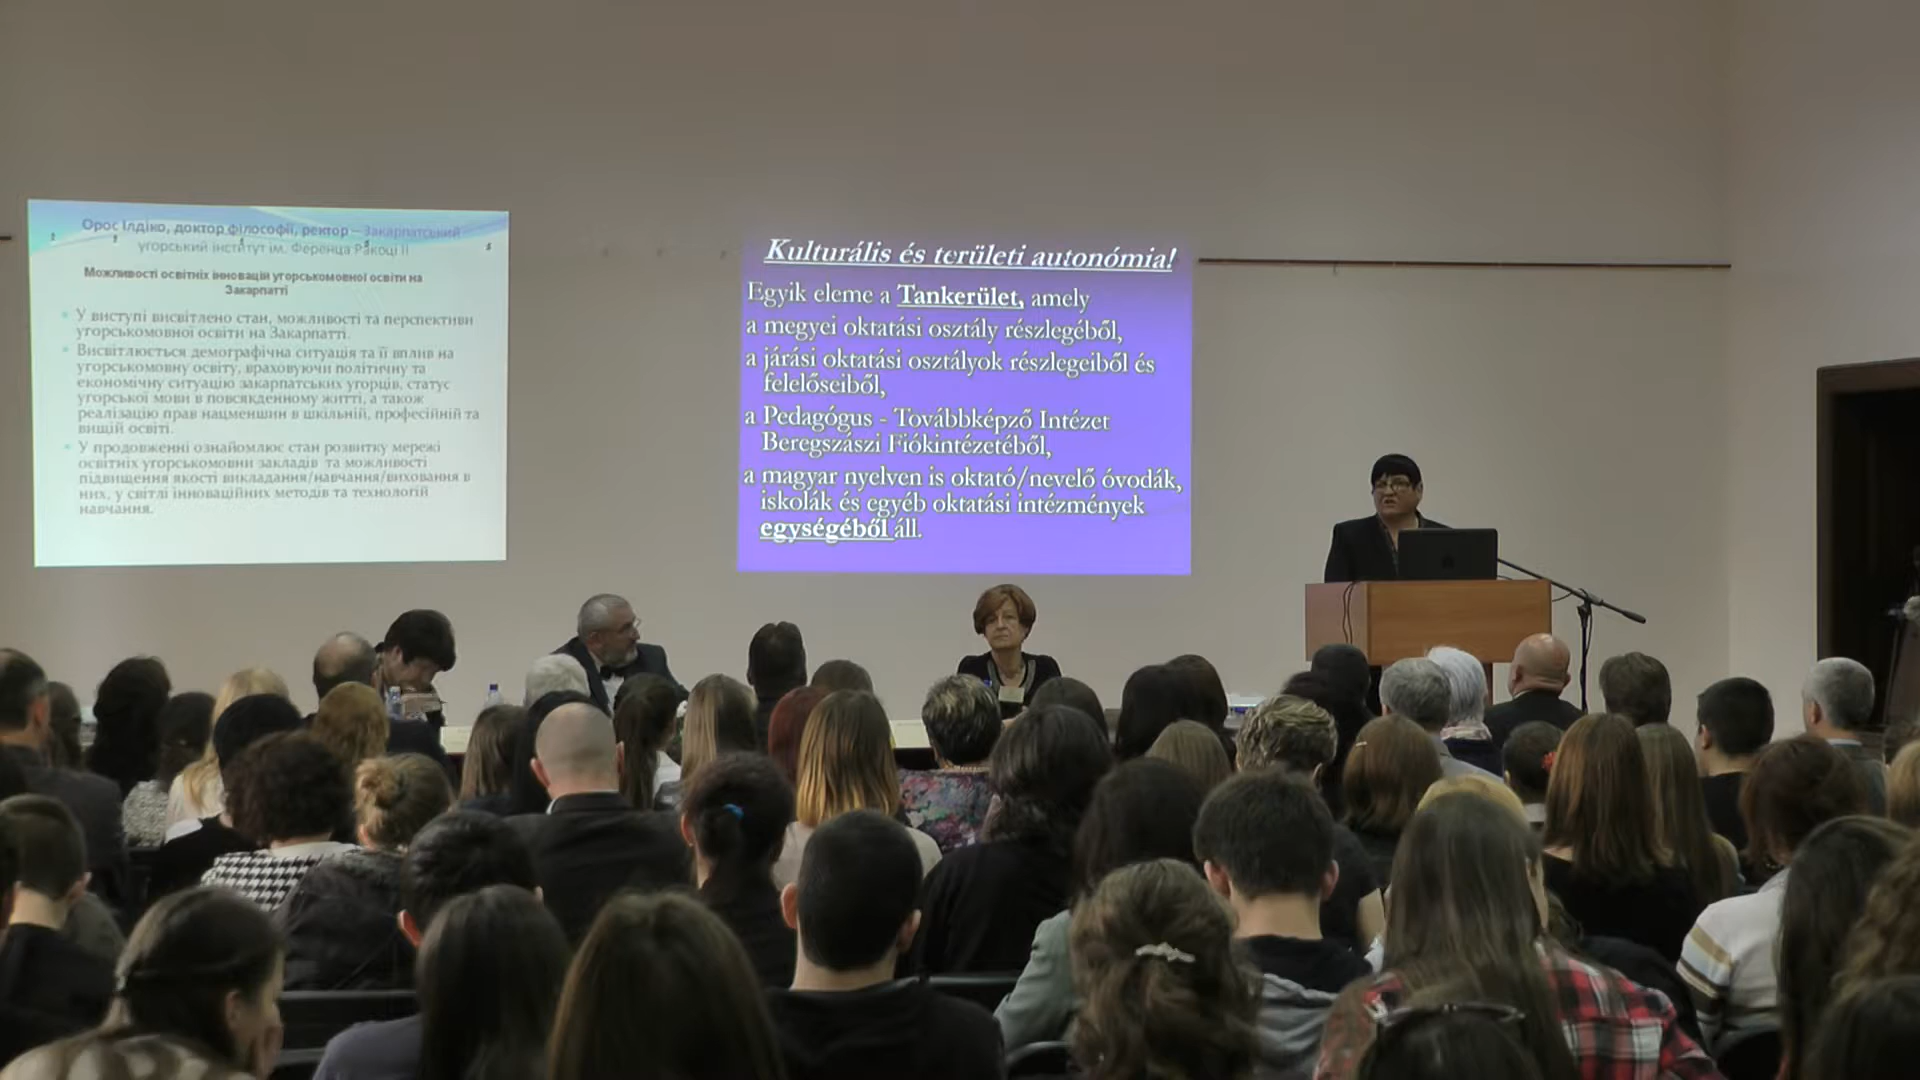 Орос Ілдіко, доктор філософії, ректор – Закарпатський
угорський інститут ім. Ференца Ракоці ІІ
Можливості освітніх інновацій угорськомовної освіти на
Закарпатті
У виступі висвітлено стан, можливості та перспективи
угорськомовної освіти на Закарпатті.
Висвітлюється демографічна ситуація та її вплив на
угорськомовну освіту, враховуючи політичну та
економічну ситуацію закарпатських угорців, статус
угорської мови в повсякденному житті, а також
реалізацію прав нацменшин в шкільній, професійній та
вищій освіті.
У продовженні ознайомлює стан розвитку мережі
освітніх угорськомовни закладів та можливості
підвищення якості викладання/навчання/виховання в
них, у світлі інноваційних методів та технологій
навчання.
Kulturális és területi autonómia!
Egyik eleme a Tankerület, amely
a megyei oktatási osztály részlegéből,
a járási oktatási osztályok részlegeiből és
felelőseiből,
a Pedagógus - Továbbképző Intézet
Beregszászi Fiókintézetéből,
a magyar nyelven is oktató/nevelő óvodák,
iskolák és egyéb oktatási intézmények
egységéből áll.